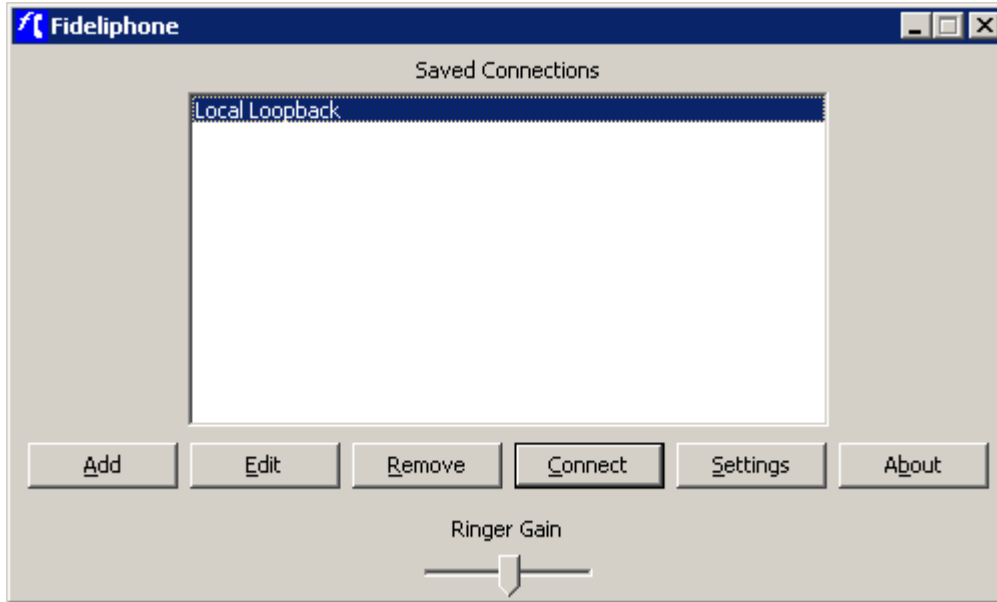 Fideliphone
Saved Connections
Local Loopback
Add Edit Remove Connect Settings About
Ringer Gain